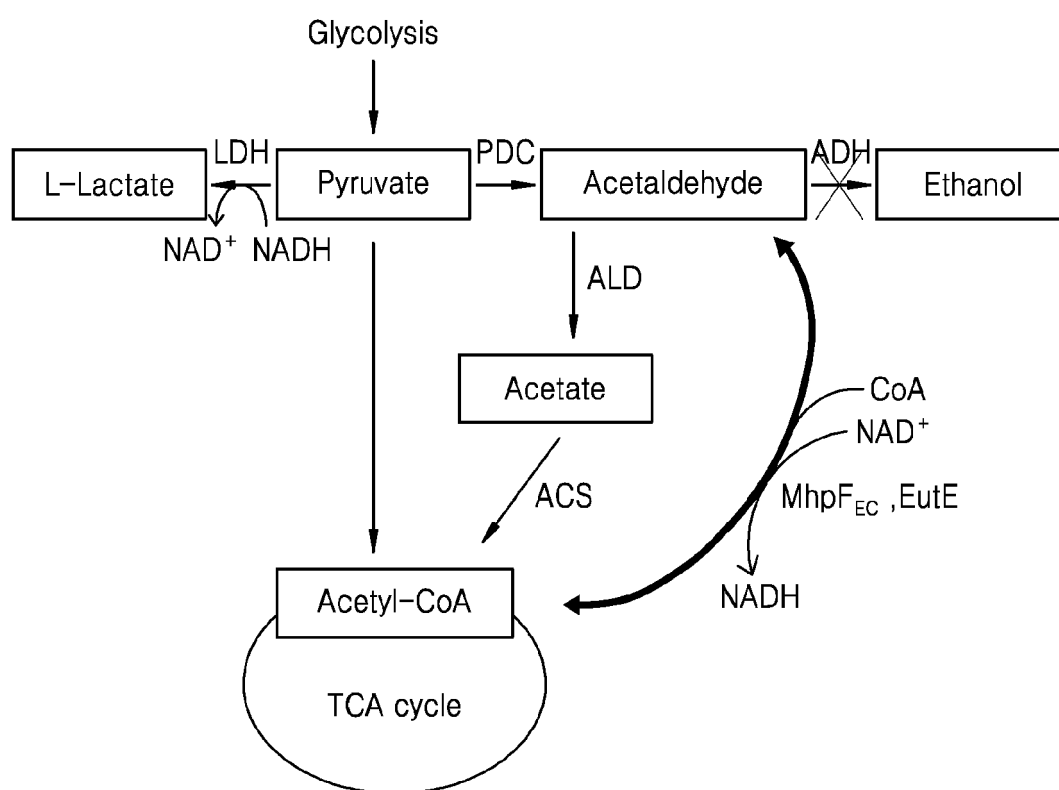 Glycolysis
LDH
PDC
ADH
L-Lactate
Pyruvate
Acetaldehyde
Ethanol
NAD⁺ NADH
ALD
Acetate
CoA
NAD⁺
ACS
MhpF_EC ,EutE
NADH
Acetyl-CoA
TCA cycle